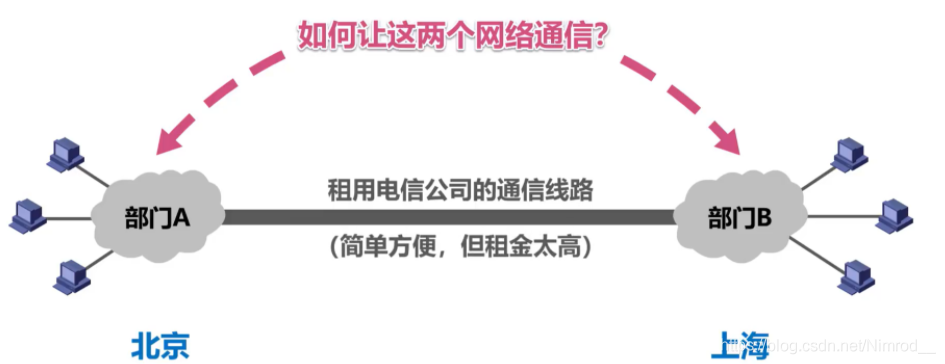 如何让这两个网络通信?
租用电信公司的通信线路
部门A
部门B
(简单方便，但租金太高)
北京
上海
https://blog.csdn.net/Nimrod__